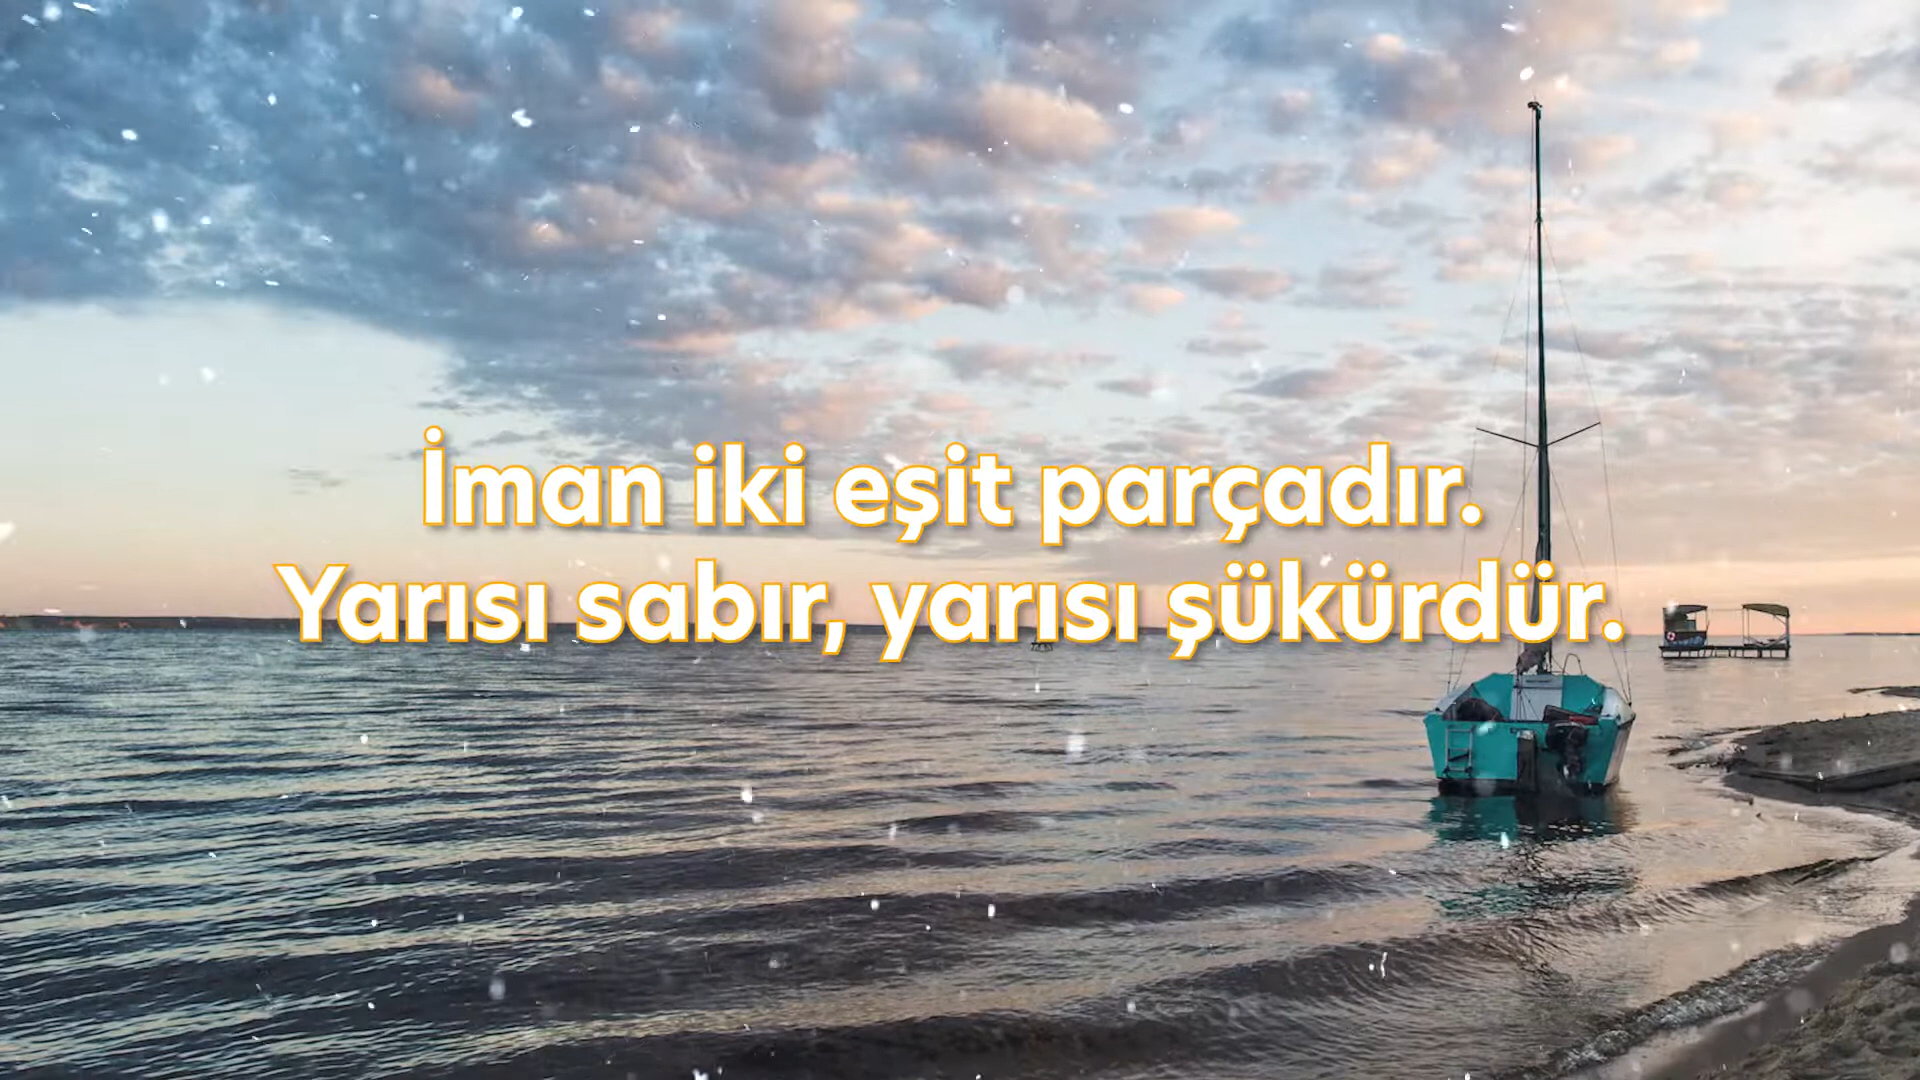 İman iki eşit parçadır.
Yarısı sabır, yarısı şükürdür.